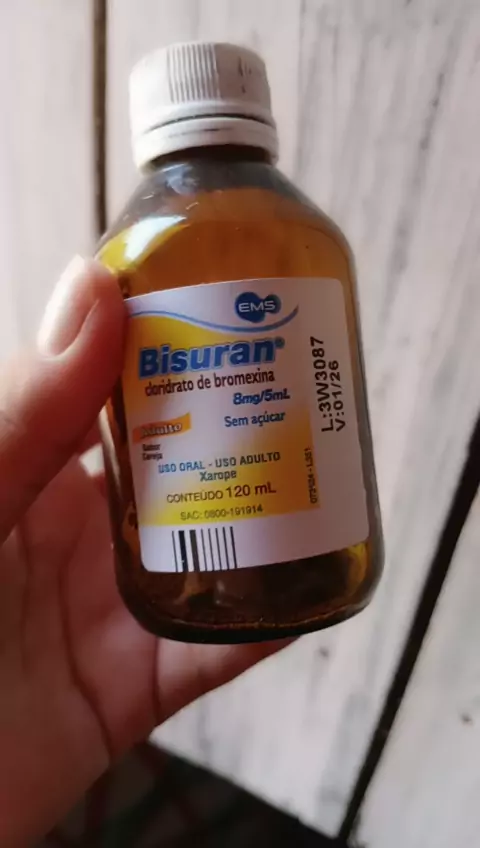 EMS
Bisuran®
cloridrato de bromexina
8mg/5mL
Sem açúcar
Adulto
Sabor
Cereja
USO ORAL - USO ADULTO
Xarope
CONTEÚDO 120 mL
SAC: 0800-191914
L:3W3087
V:01/26